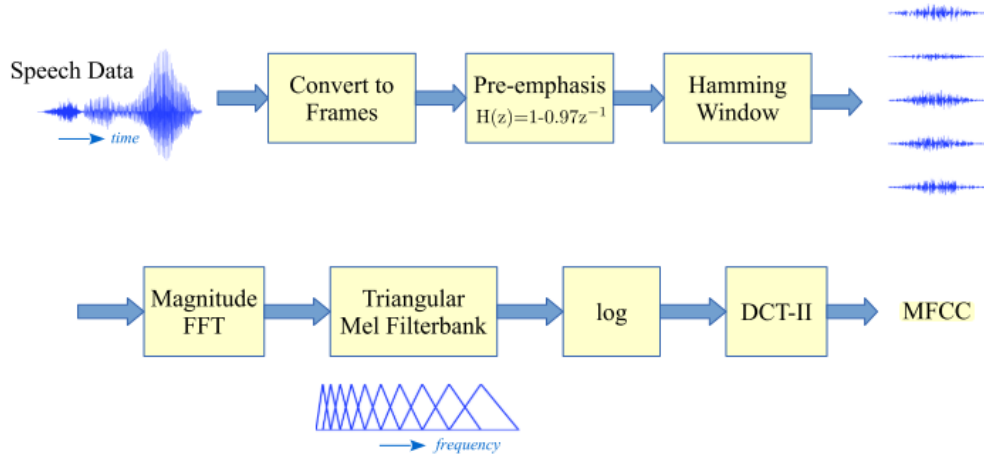 Speech Data
time
Convert to
Frames
Pre-emphasis
H(z)=1-0.97z⁻¹
Hamming
Window
Magnitude
FFT
Triangular
Mel Filterbank
log
DCT-II
MFCC
frequency